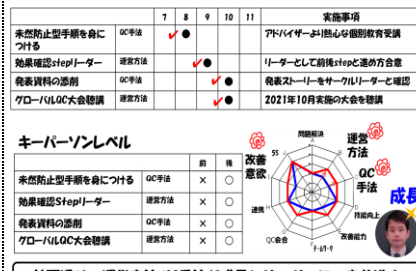 7 8 9 10 11 実施事項
未然防止型手順を身に
つける QC手法 アドバイザーより熱心な個別教育受講
効果確認stepリーダー 運営方法 リーダーとして前後stepと進め方合意
発表資料の添削 QC手法 発表ストーリーをサークルリーダーと確認
グローバルQC大会聴講 運営方法 2021年10月実施の大会を聴講
キーパーソンレベル
前 後
未然防止型手順を身につける QC手法 × ○
効果確認Stepリーダー 運営方法 × ○
発表資料の添削 QC手法 × ○
グローバルQC大会聴講 運営方法 × ○
問題解決
運営
方法
5S
改善
意欲
QC
手法
成長
連携
技能向上
QC会合
改善能力
チームワーク